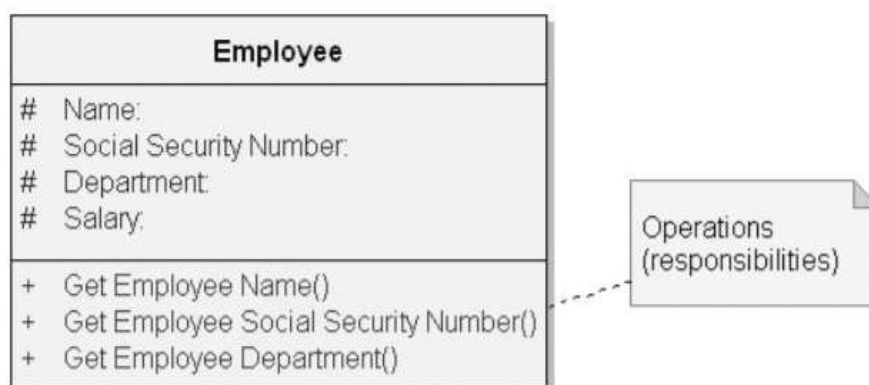 Employee
# Name:
# Social Security Number:
# Department:
# Salary:
+ Get Employee Name()
+ Get Employee Social Security Number()
+ Get Employee Department()
Operations
(responsibilities)